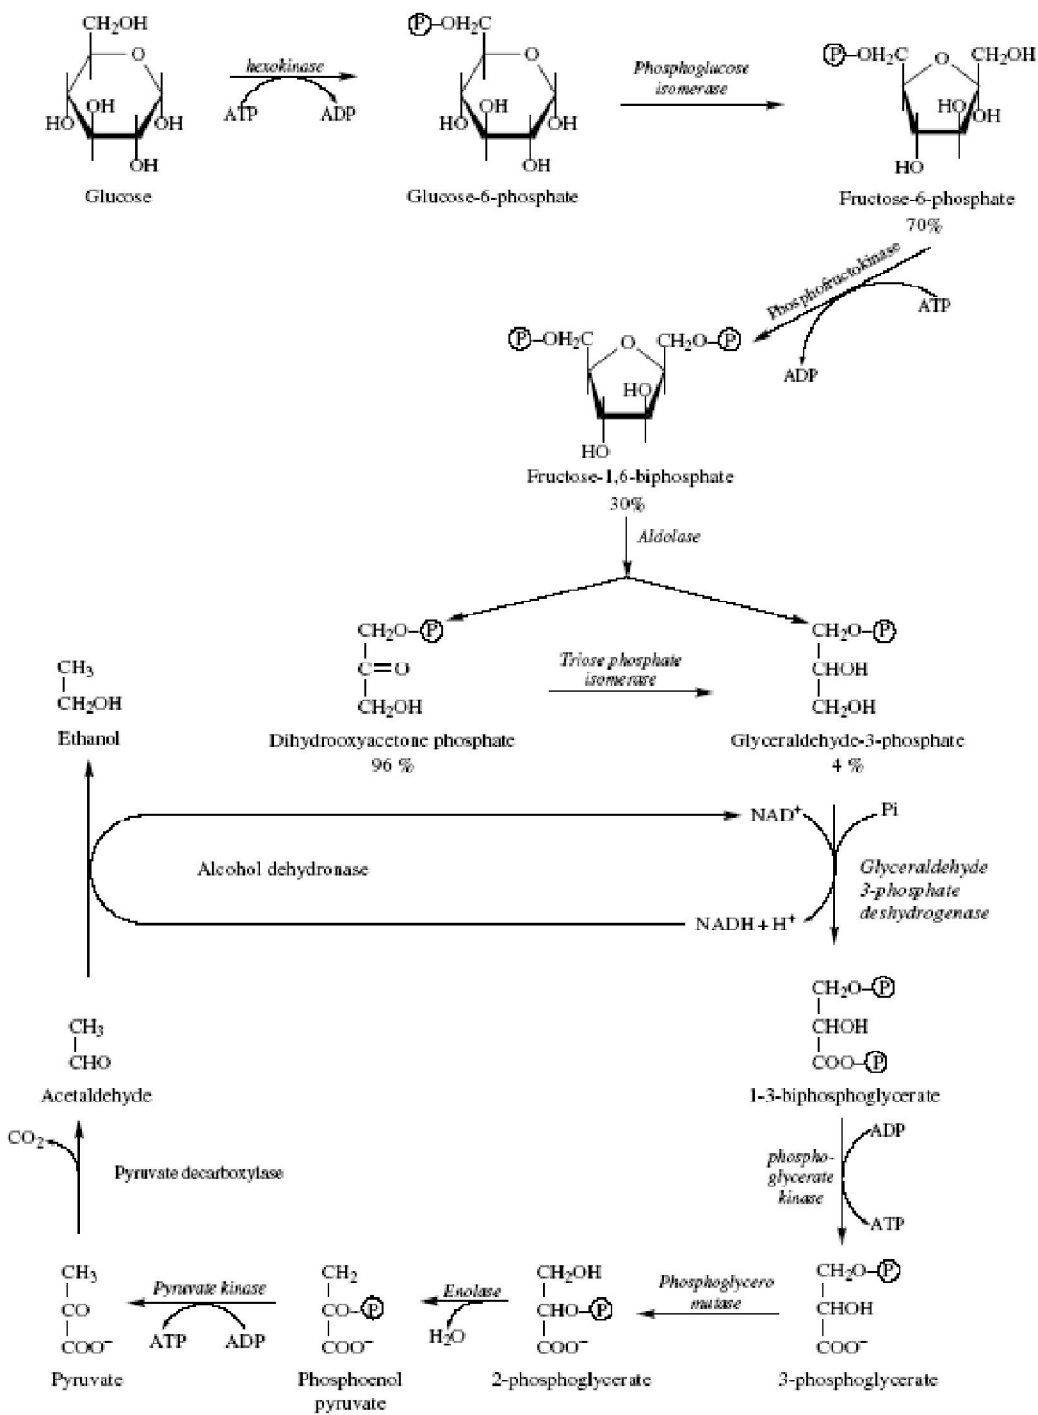 CH2OH
O
OH
HO
OH
OH
Glucose
hexokinase
ATP
ADP
P-OH2C
O
OH
HO
OH
OH
Glucose-6-phosphate
Phosphoglucose
isomerase
P-OH2C
O
CH2OH
HO
OH
HO
Fructose-6-phosphate
70%
Phosphofructokinase
ATP
ADP
P-OH2C
O
CH2O-P
HO
HO
Fructose-1,6-biphosphate
30%
Aldolase
CH2O-P
C=O
CH2OH
Dihydrooxyacetone phosphate
96 %
Triose phosphate
isomerase
CH2O-P
CHOH
CH2OH
Glyceraldehyde-3-phosphate
4 %
CH3
CH2OH
Ethanol
NAD+
Pi
Alcohol dehydronase
Glyceraldehyde
3-phosphate
deshydrogenase
NADH + H+
CH2O-P
CHOH
COO-P
1-3-biphosphoglycerate
ADP
phospho-
glycerate
kinase
ATP
CH2O-P
CHOH
COO-
3-phosphoglycerate
Phosphoglycero
mutase
CH2OH
CHO-P
COO-
2-phosphoglycerate
Enolase
H2O
CH2
CO-P
COO-
Phosphoenol
pyruvate
Pyruvate kinase
ATP
ADP
CH3
CO
COO-
Pyruvate
CO2
Pyruvate decarboxylase
CH3
CHO
Acetaldehyde